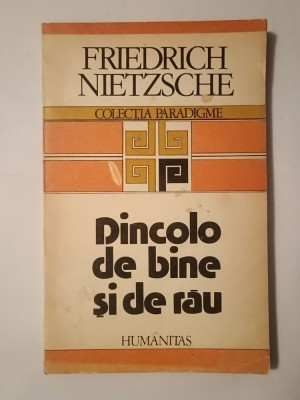 FRIEDRICH
NIETZSCHE
COLECȚIA PARADIGME
Dincolo
de bine
și de rău
HUMANITAS